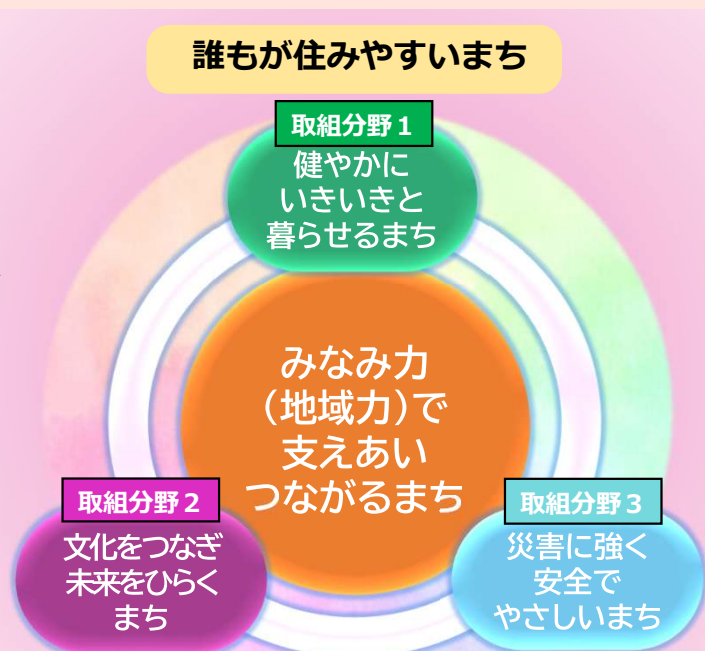 誰もが住みやすいまち
取組分野1
健やかに
いきいきと
暮らせるまち
みなみ力
(地域力)で
支えあい
つながるまち
取組分野2
文化をつなぎ
未来をひらく
まち
取組分野3
災害に強く
安全で
やさしいまち